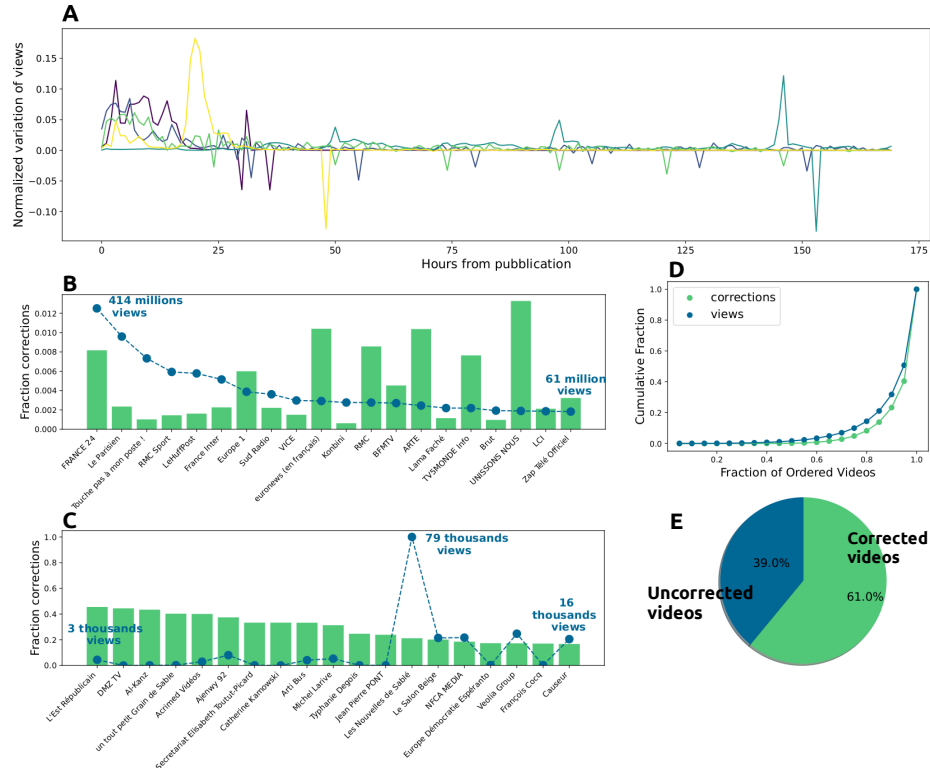 A
Normalized variation of views
0.15
0.10
0.05
0.00
−0.05
−0.10
0
25
50
75
100
125
150
175
Hours from pubblication
B
Fraction corrections
0.012
0.010
0.008
0.006
0.004
0.002
0.000
414 millions
views
61 million
views
FRANCE 24
Le Parisien
Touche pas à mon poste !
RMC Sport
LeHuffPost
France Inter
Europe 1
Sud Radio
VICE
euronews (en français)
Konbini
RMC
BFMTV
ARTE
Lama Faché
TV5MONDE Info
Brut
UNISSONS NOUS
LCI
Zap Télé Officiel
D
Cumulative Fraction
1.0
0.8
0.6
0.4
0.2
0.0
corrections
views
0.2
0.4
0.6
0.8
1.0
Fraction of Ordered Videos
C
Fraction corrections
1.0
0.8
0.6
0.4
0.2
0.0
3 thousands
views
79 thousands
views
16
thousands
views
L'Est Républicain
DMZ TV
Al-Kanz
un tout petit Grain de Sable
Acrimed Vidéos
Ajenwy 92
Secretariat Elisabeth Toutut-Picard
Catherine Kamowski
Arti Bus
Michel Larive
Typhanie Degois
Jean Pierre PONT
Les Nouvelles de Sablé
Le Salon Beige
NFCA MEDIA
Europe Démocratie Espéranto
Veolia Group
François Cocq
Causeur
E
Corrected
videos
39.0%
Uncorrected
videos
61.0%